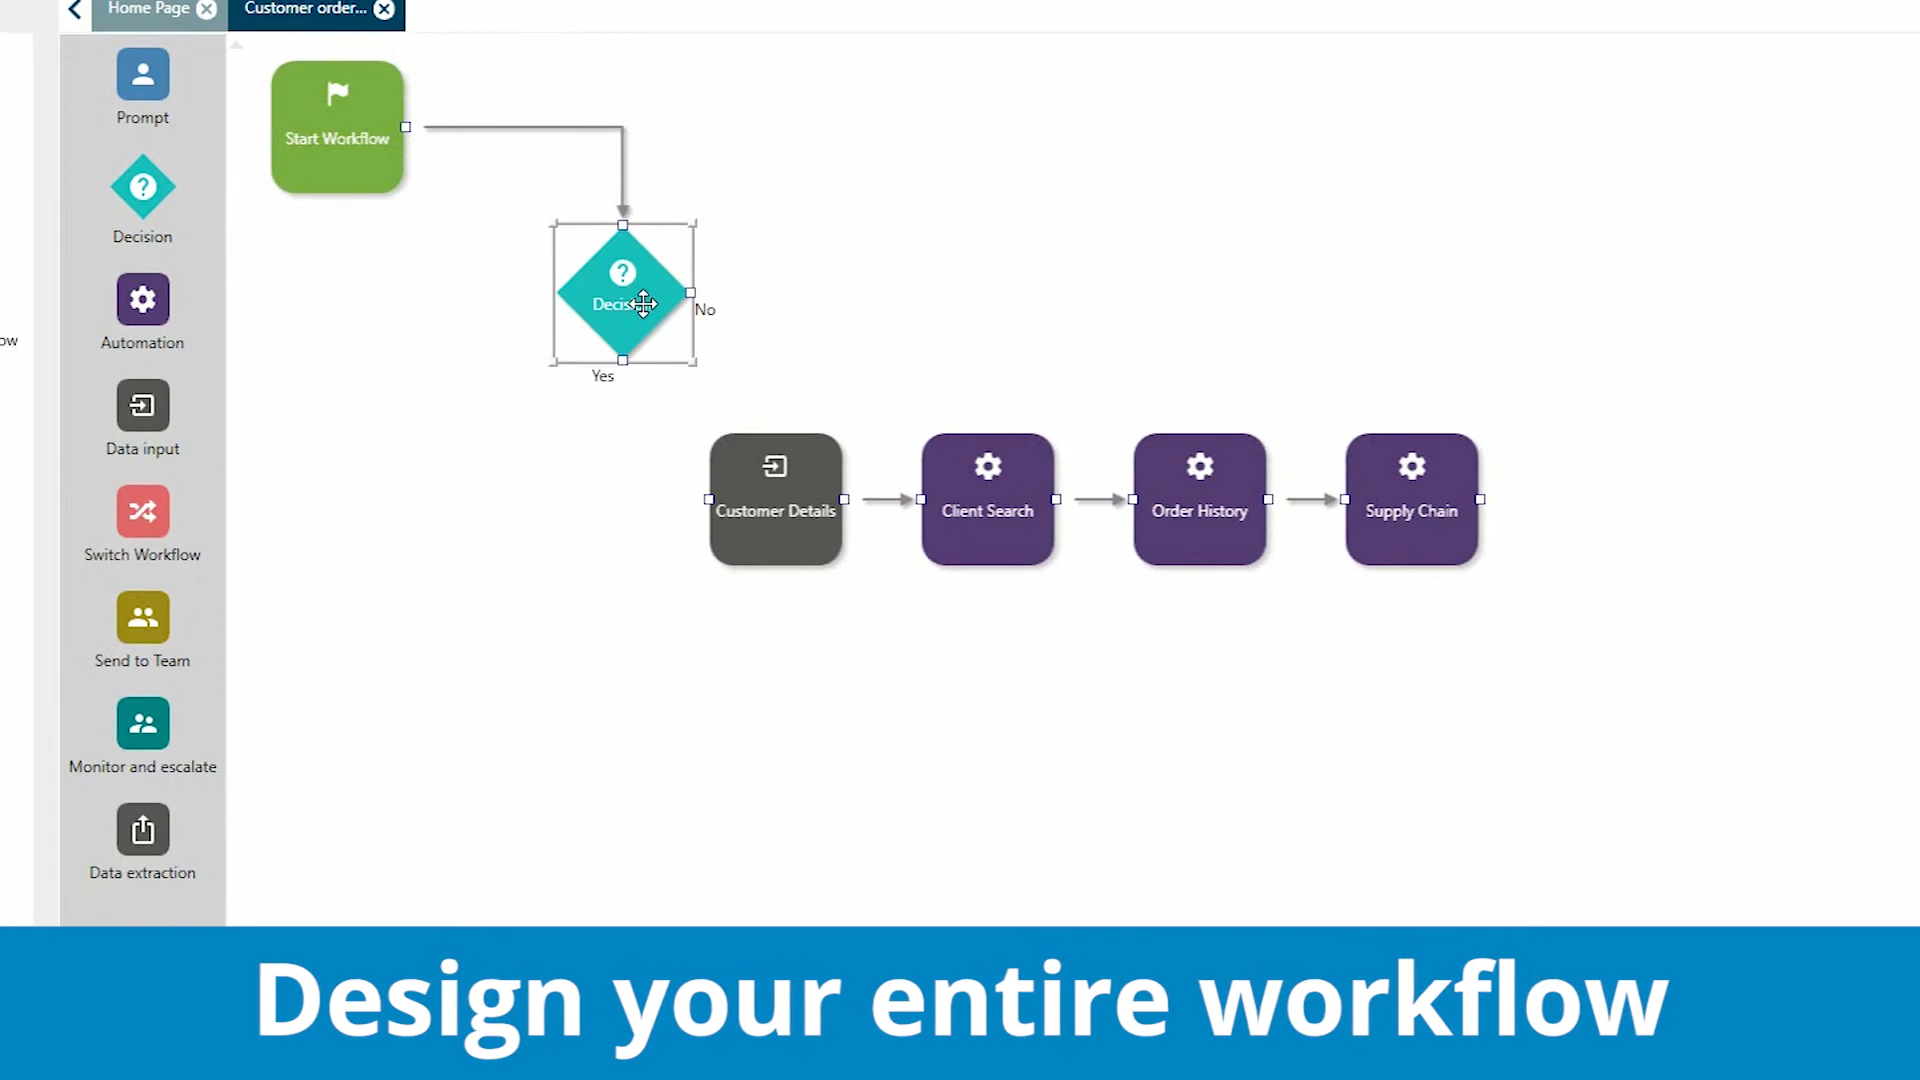 Home Page
Customer order...
Prompt
Decision
Automation
Data input
Switch Workflow
Send to Team
Monitor and escalate
Data extraction
ow
Start Workflow
No
Yes
Customer Details
Client Search
Order History
Supply Chain
Design your entire workflow